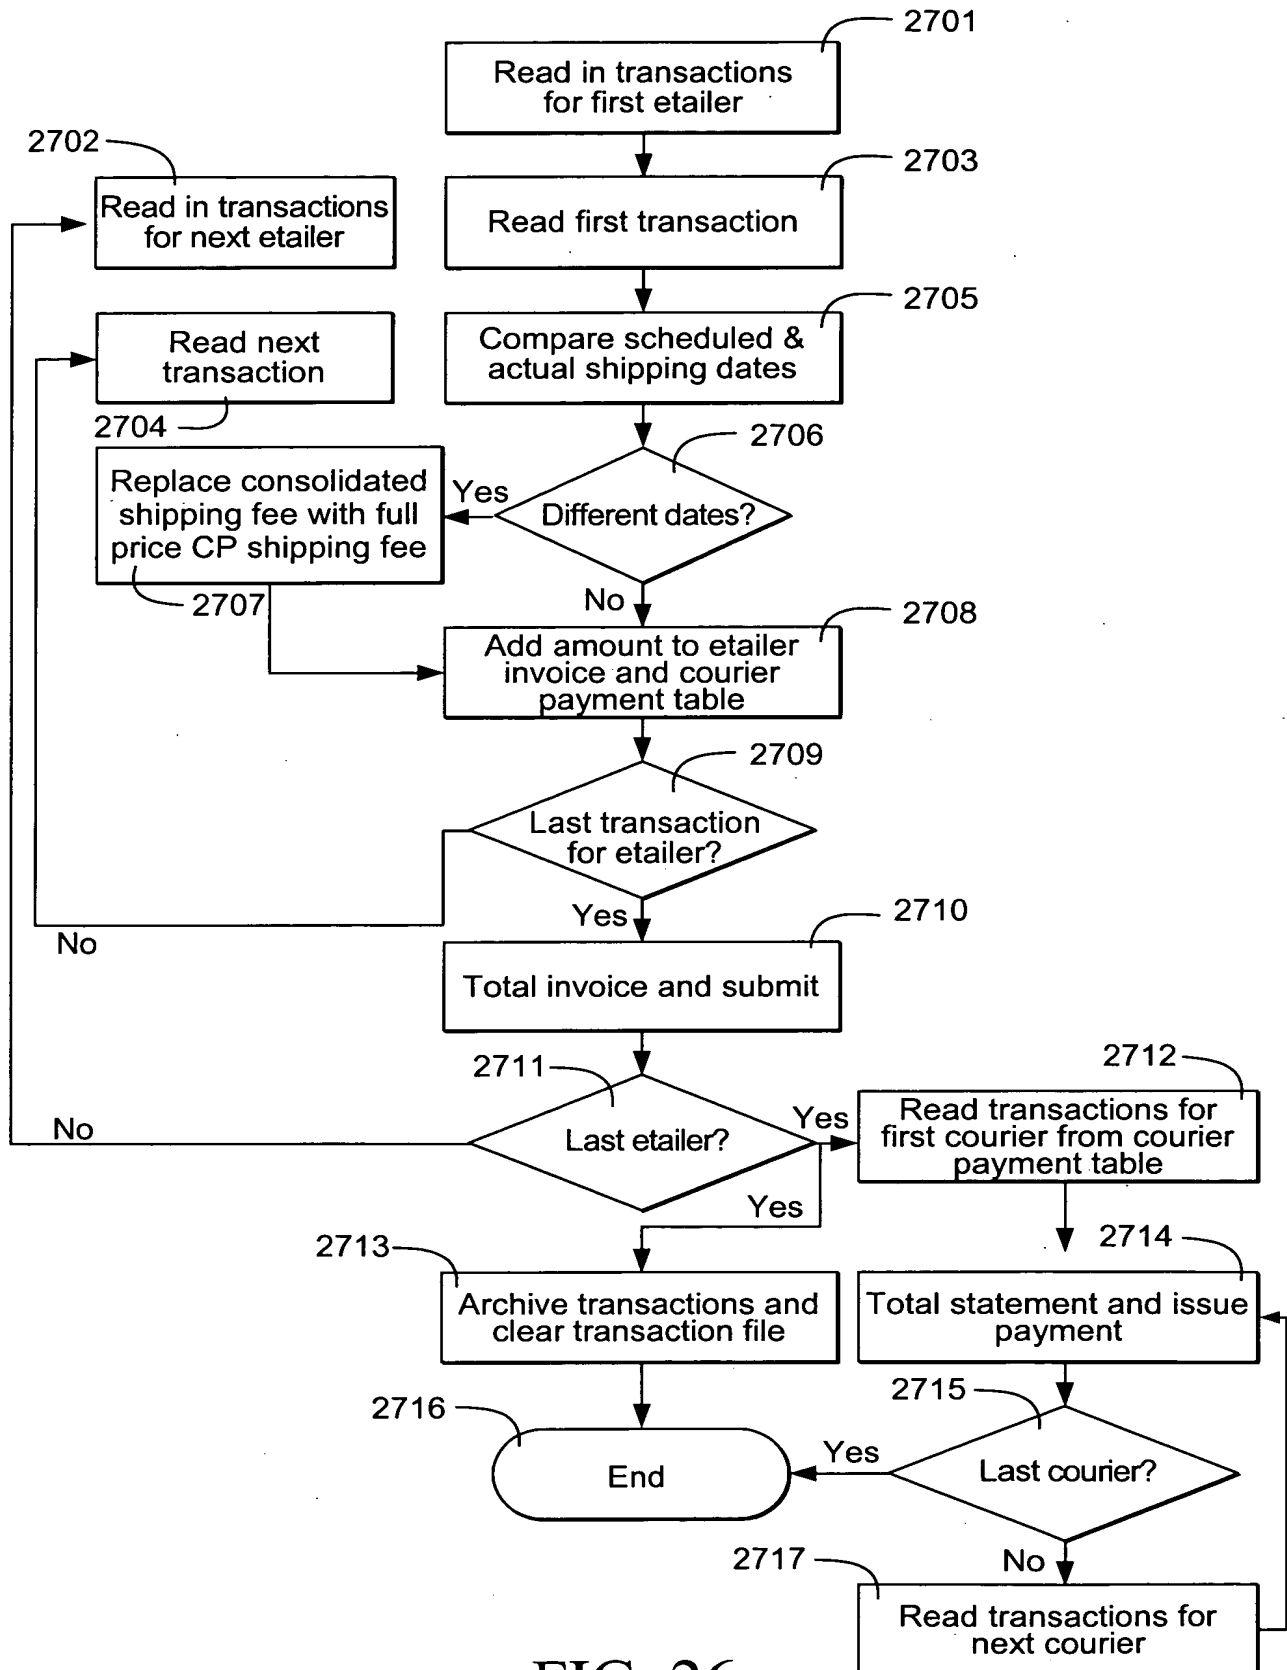 2701
Read in transactions
for first etailer
2702
Read in transactions
for next etailer
2703
Read first transaction
2705
Compare scheduled &
actual shipping dates
Read next
transaction
2704
2706
Different dates?
Yes
Replace consolidated
shipping fee with full
price CP shipping fee
2707
No
2708
Add amount to etailer
invoice and courier
payment table
2709
Last transaction
for etailer?
No
Yes
2710
Total invoice and submit
2711
Last etailer?
No
Yes
2712
Read transactions for
first courier from courier
payment table
Yes
2713
Archive transactions and
clear transaction file
2714
Total statement and issue
payment
2715
Last courier?
Yes
2716
End
No
2717
Read transactions for
next courier
FIG. 26